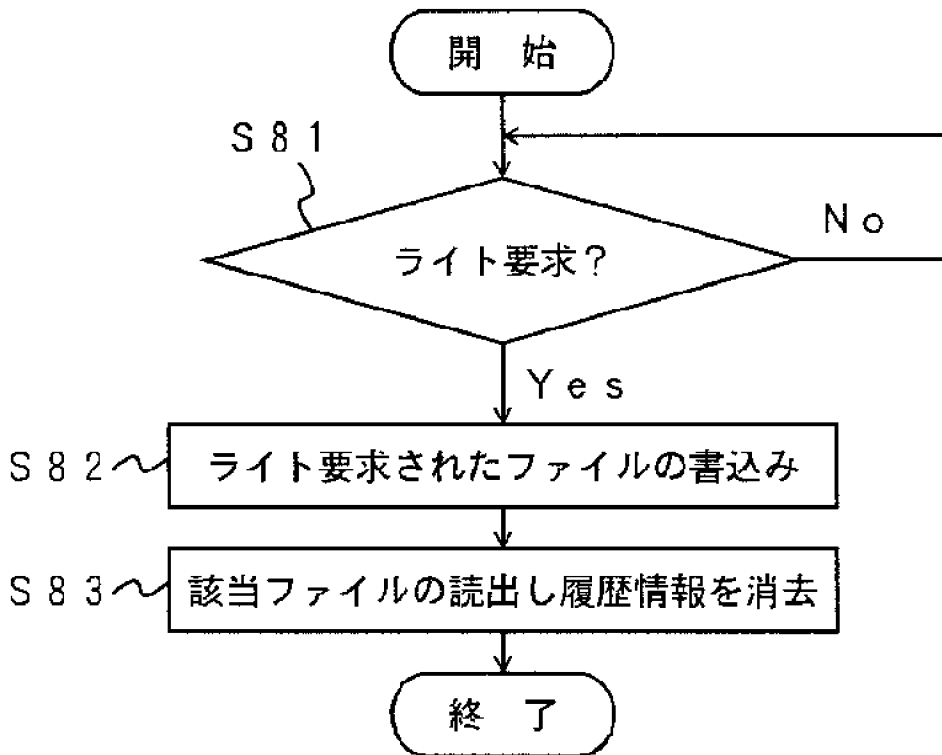 開 始
S81
ライト要求?
No
Yes
S82
ライト要求されたファイルの書込み
S83
該当ファイルの読出し履歴情報を消去
終 了